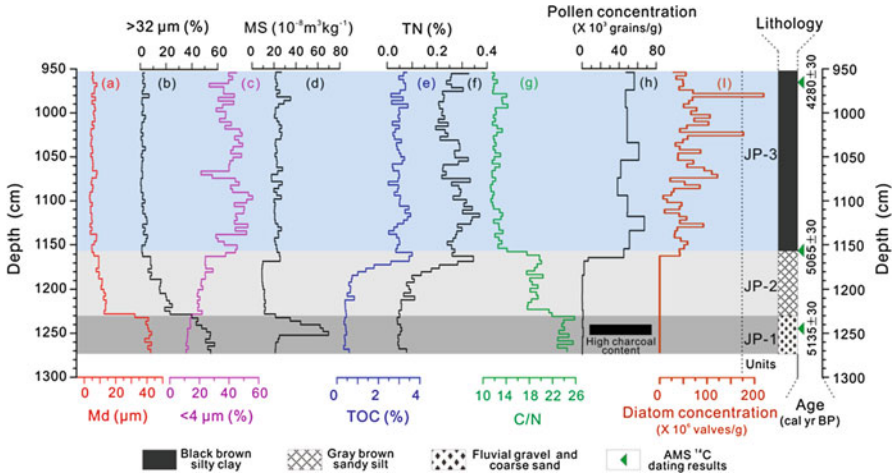 >32 μm (%)
0 20 40
MS (10⁻⁸m³kg⁻¹)
0 20 40 60 80
TN (%)
0.0 0.2 0.4
Pollen concentration
(X 10³ grains/g)
0 20 40 60 80
Lithology
Depth (cm)
950
1000
1050
1100
1150
1200
1250
1300
(a) (b) (c) (d) (e) (f) (g) (h) (I)
JP-3
JP-2
JP-1
High charcoal
content
Units
4280±30
5065±30
5135±30
950
1000
1050
1100
1150
1200
1250
1300
Depth (cm)
0 20 40
Md (μm)
0 20 40 60
<4 μm (%)
0 2 4
TOC (%)
10 14 18 22 26
C/N
0 100 200
Diatom concentration
(X 10⁶ valves/g)
Age
(cal yr BP)
Black brown
silty clay
Gray brown
sandy silt
Fluvial gravel and
coarse sand
AMS ¹⁴C
dating results